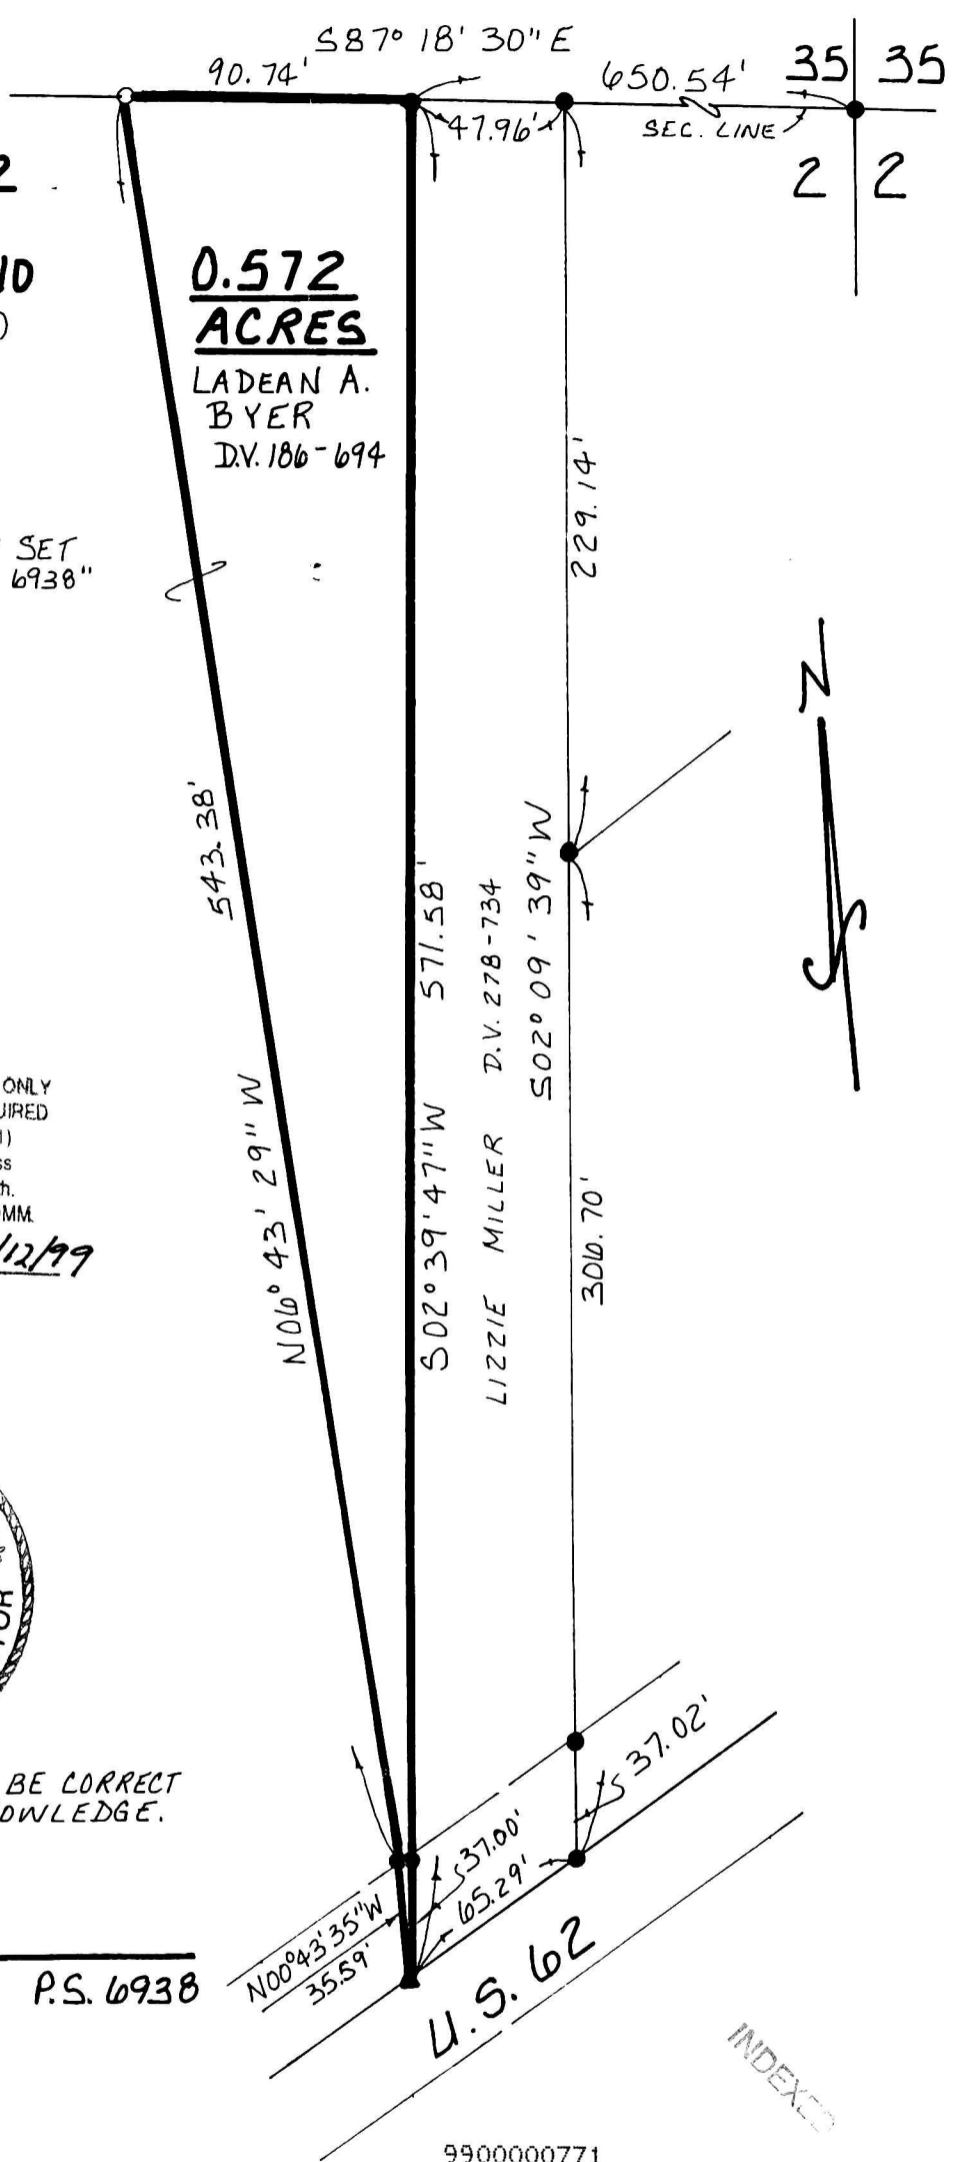 S87° 18' 30" E
90.74'
650.54'
35 35
47.96'
SEC. LINE
2 2
2
0.572
ACRES
LADEAN A.
BYER
D.V. 186-694
229.14'
SET
6938"
N
S
543.38'
N06° 43' 29" W
S02° 39' 47" W 571.58'
LIZZIE MILLER D.V. 278-734
S02° 09' 39" W
306.70'
ONLY
/12/99
BE CORRECT
OWLEDGE.
37.02'
37.00'
65.29'
N00°43'35"W
35.59'
P.S. 6938
U.S. 62
INDEXED
9900000771